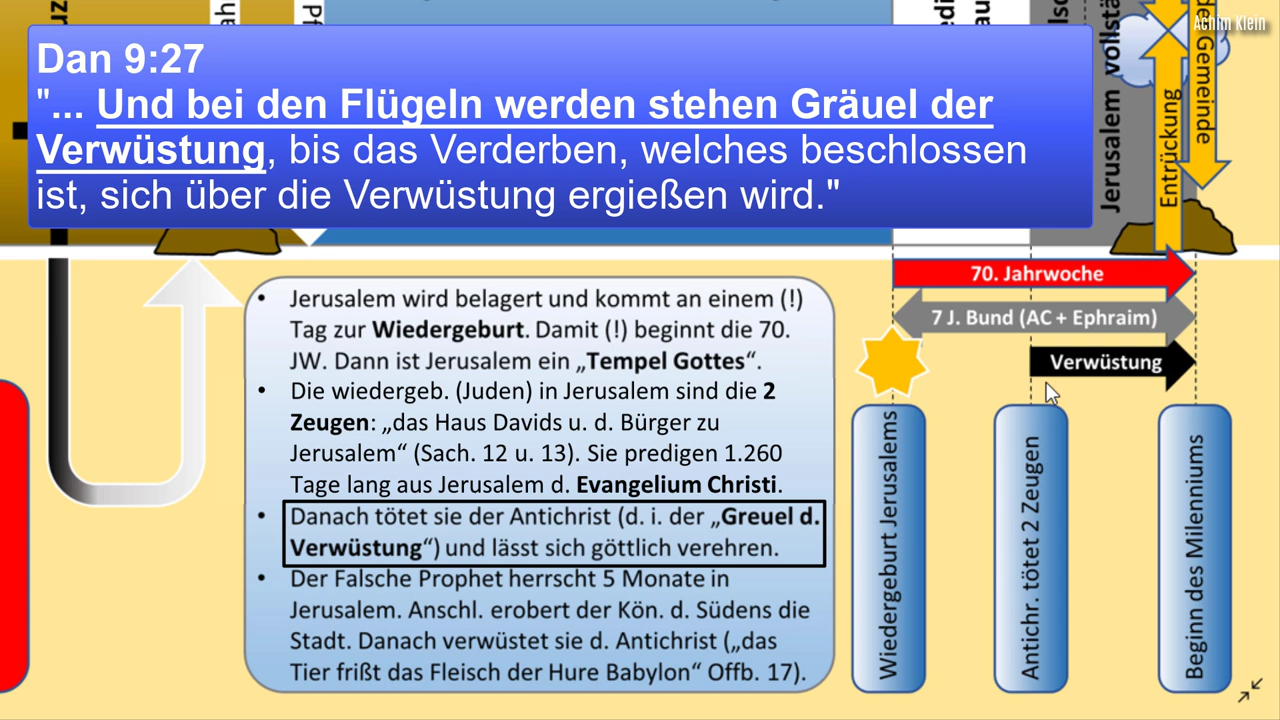 Achim Klein
Dan 9:27
"... Und bei den Flügeln werden stehen Gräuel der
Verwüstung, bis das Verderben, welches beschlossen
ist, sich über die Verwüstung ergießen wird."
Jerusalem vollstä
Entrückung
Gemeinde
70. Jahrwoche
7 J. Bund (AC + Ephraim)
Verwüstung
• Jerusalem wird belagert und kommt an einem (!)
Tag zur Wiedergeburt. Damit (!) beginnt die 70.
JW. Dann ist Jerusalem ein „Tempel Gottes“.
• Die wiedergeb. (Juden) in Jerusalem sind die 2
Zeugen: „das Haus Davids u. d. Bürger zu
Jerusalem“ (Sach. 12 u. 13). Sie predigen 1.260
Tage lang aus Jerusalem d. Evangelium Christi.
• Danach tötet sie der Antichrist (d. i. der „Greuel d.
Verwüstung“) und lässt sich göttlich verehren.
• Der Falsche Prophet herrscht 5 Monate in
Jerusalem. Anschl. erobert der Kön. d. Südens die
Stadt. Danach verwüstet sie d. Antichrist („das
Tier frißt das Fleisch der Hure Babylon“ Offb. 17).
Wiedergeburt Jerusalems
Antichr. tötet 2 Zeugen
Beginn des Milenniums